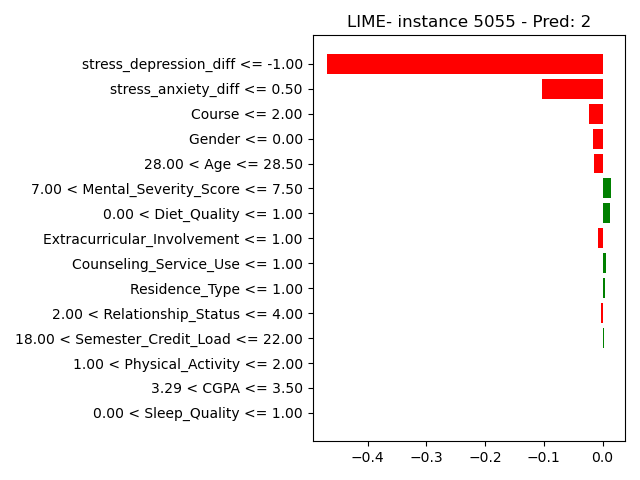 LIME- instance 5055 - Pred: 2
stress_depression_diff <= -1.00
stress_anxiety_diff <= 0.50
Course <= 2.00
Gender <= 0.00
28.00 < Age <= 28.50
7.00 < Mental_Severity_Score <= 7.50
0.00 < Diet_Quality <= 1.00
Extracurricular_Involvement <= 1.00
Counseling_Service_Use <= 1.00
Residence_Type <= 1.00
2.00 < Relationship_Status <= 4.00
18.00 < Semester_Credit_Load <= 22.00
1.00 < Physical_Activity <= 2.00
3.29 < CGPA <= 3.50
0.00 < Sleep_Quality <= 1.00
−0.4 −0.3 −0.2 −0.1 0.0